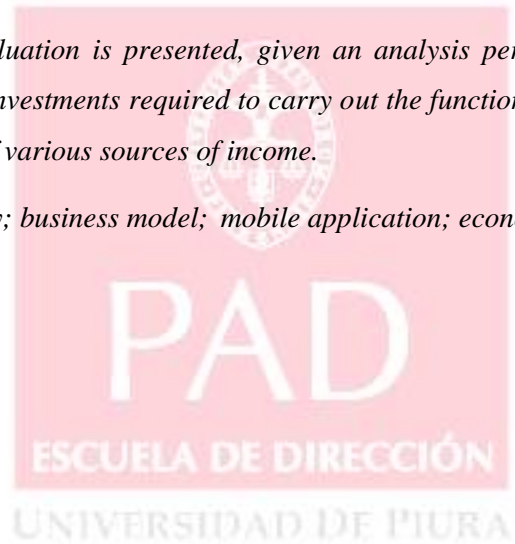 luation is presented, given an analysis per
nvestments required to carry out the function
f various sources of income.
; business model; mobile application; econ
PAD
ESCUELA DE DIRECCIÓN
UNIVERSIDAD DE PIURA